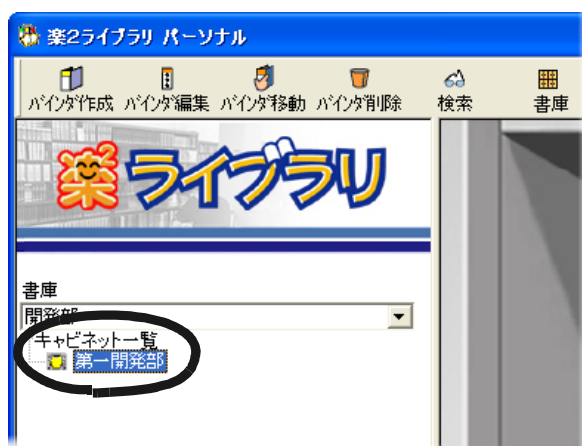 楽2ライブラリ パーソナル
バインダ作成 バインダ編集 バインダ移動 バインダ削除 検索 書庫
楽2ライブラリ
書庫
開発部
キャビネット一覧
第一開発部